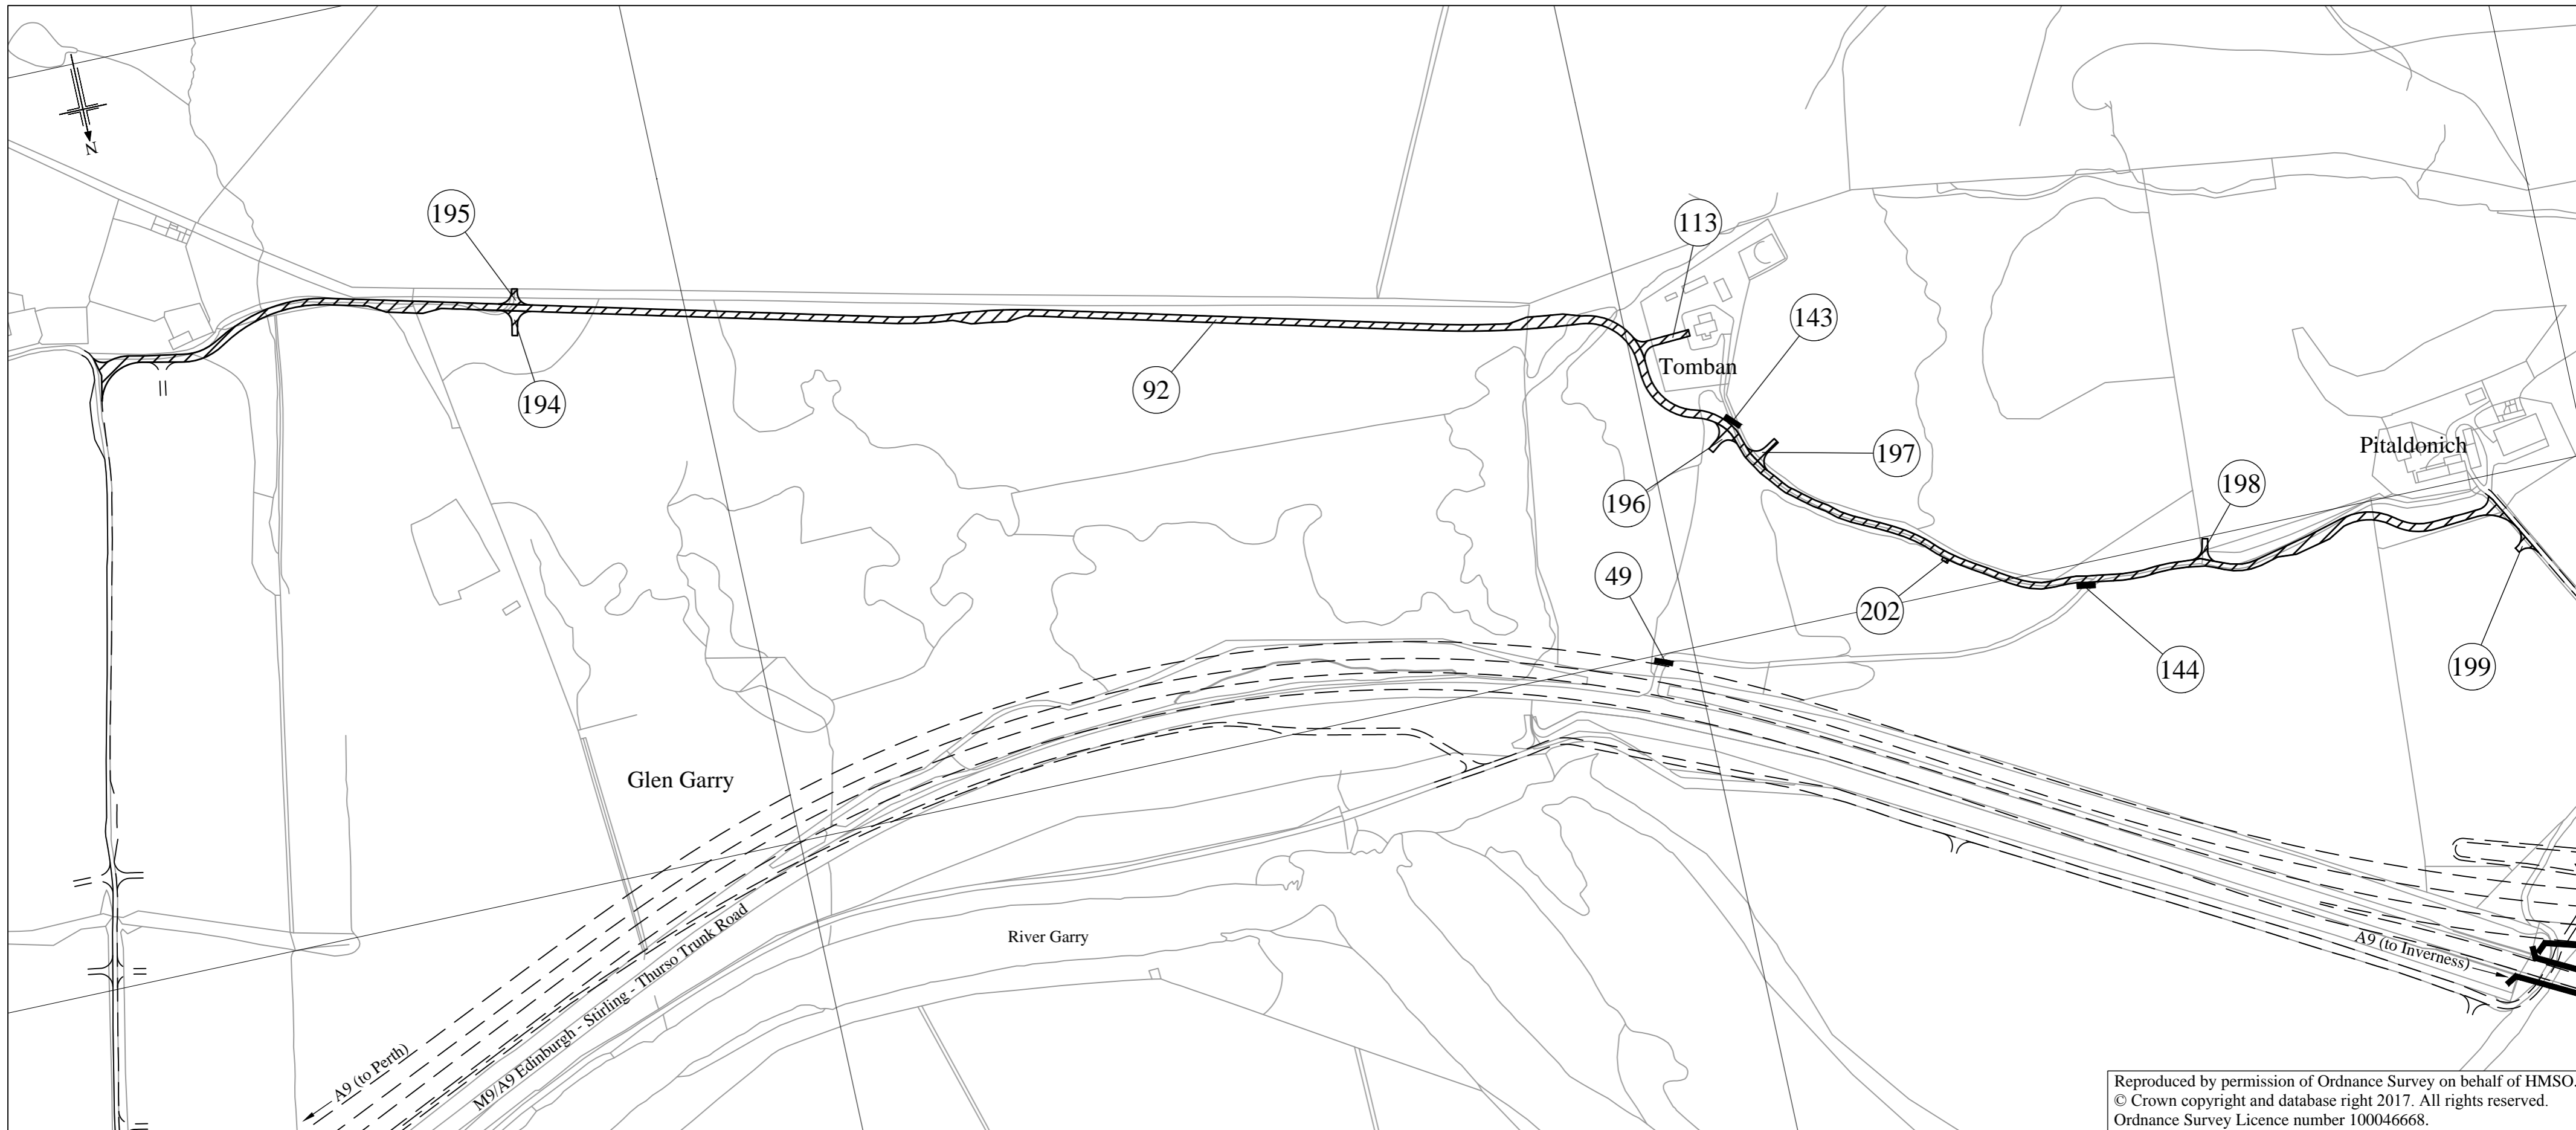 N
195
113
143
194
92
Tomban
197
196
Pitaldonich
198
49
202
144
199
Glen Garry
River Garry
A9 (to Perth)
M9/A9 Edinburgh - Stirling - Thurso Trunk Road
A9 (to Inverness)
Reproduced by permission of Ordnance Survey on behalf of HMSO.
© Crown copyright and database right 2017. All rights reserved.
Ordnance Survey Licence number 100046668.